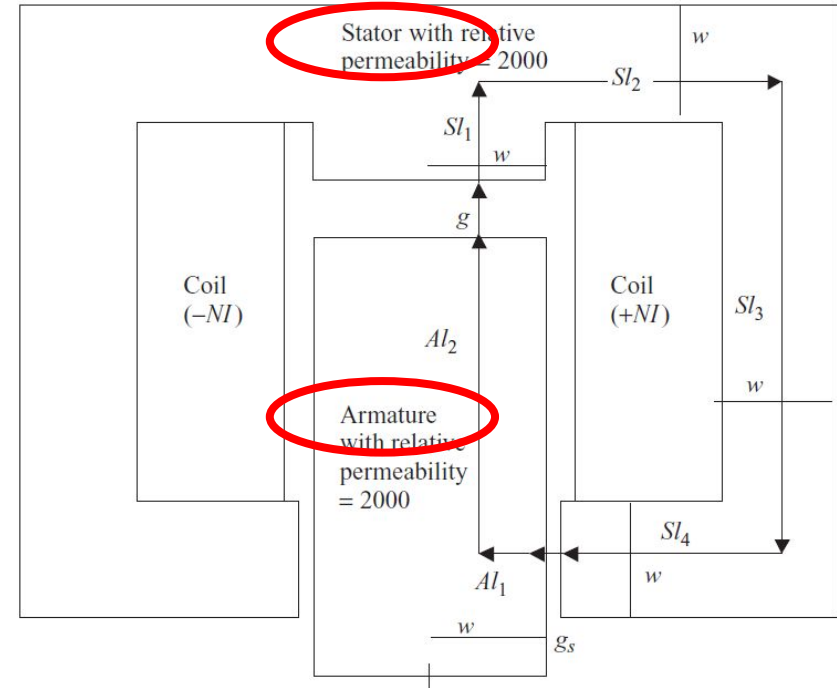 Stator with relative
permeability = 2000
w
Sl2
Sl1
w
g
Coil
(−NI)
Coil
(+NI)
Sl3
Al2
w
Armature
with relative
permeability
= 2000
Sl4
Al1
w
w
gs